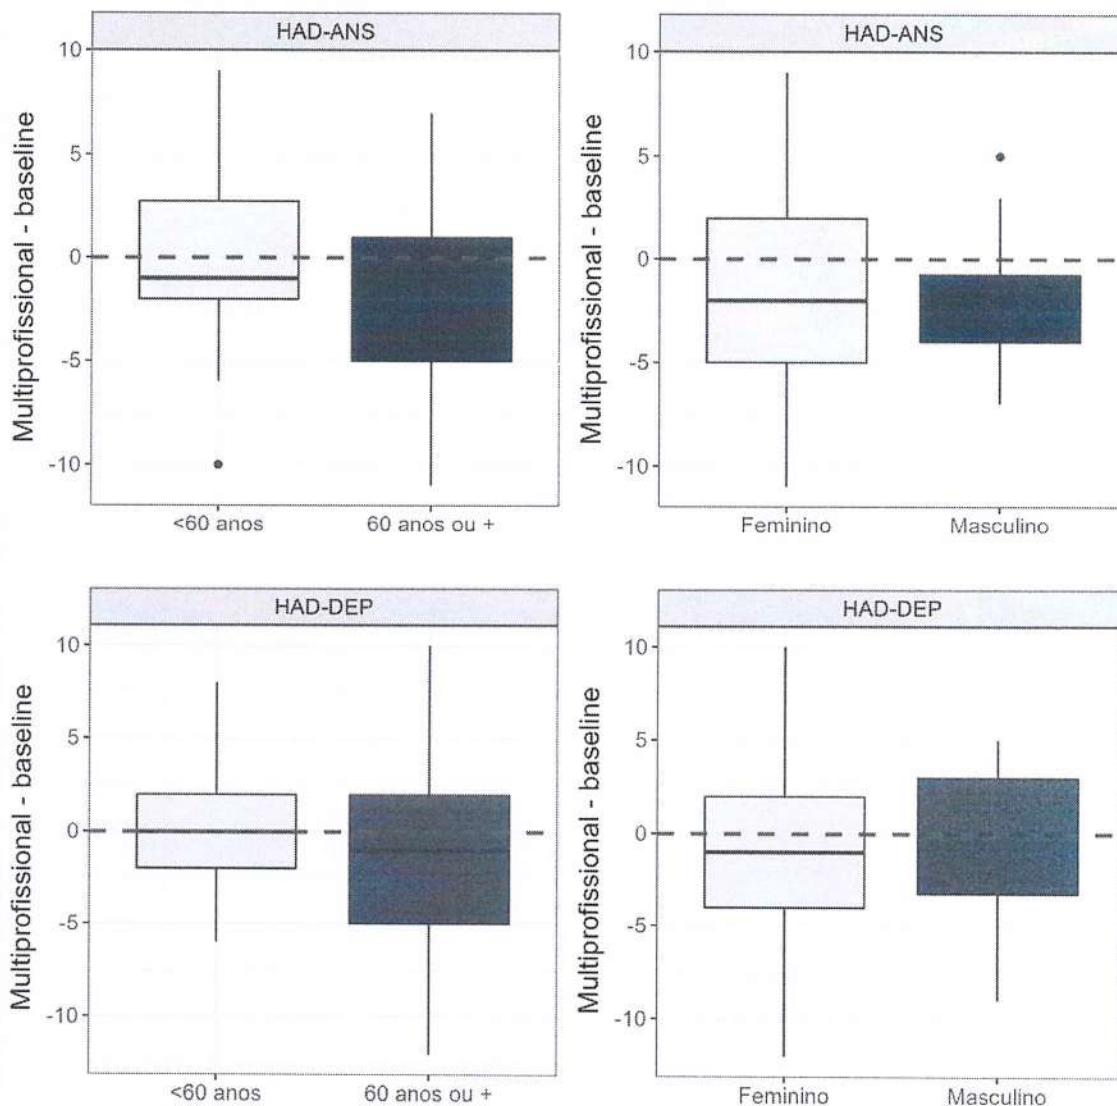 HAD-ANS
Multiprofissional - baseline
10
5
0
-5
-10
<60 anos
60 anos ou +
HAD-ANS
Multiprofissional - baseline
10
5
0
-5
-10
Feminino
Masculino
HAD-DEP
Multiprofissional - baseline
10
5
0
-5
-10
<60 anos
60 anos ou +
HAD-DEP
Multiprofissional - baseline
10
5
0
-5
-10
Feminino
Masculino